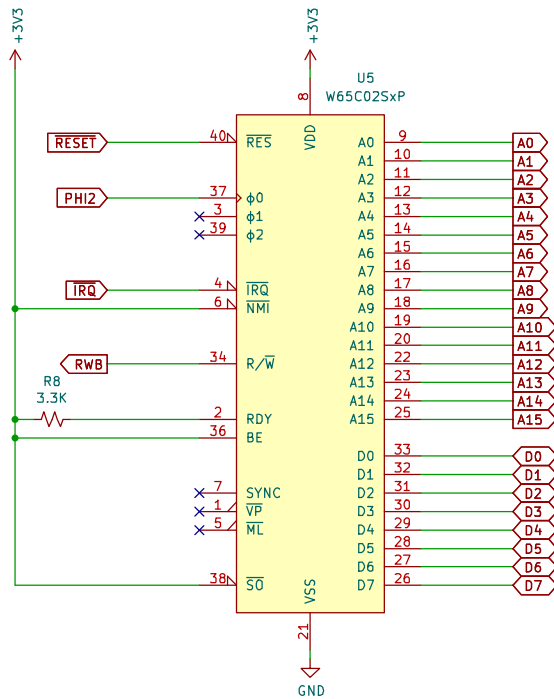 +3V3
+3V3
U5
W65C02SxP
8
VDD
RESET 40 RES
PHI2 37 ϕ0
3 ϕ1
39 ϕ2
IRQ 4 IRQ
6 NMI
RWB 34 R/W
R8
3.3K
2 RDY
36 BE
7 SYNC
1 VP
5 ML
38 SO
A0 9 A0
A1 10 A1
A2 11 A2
A3 12 A3
A4 13 A4
A5 14 A5
A6 15 A6
A7 16 A7
A8 17 A8
A9 18 A9
A10 19 A10
A11 20 A11
A12 22 A12
A13 23 A13
A14 24 A14
A15 25 A15
D0 33 D0
D1 32 D1
D2 31 D2
D3 30 D3
D4 29 D4
D5 28 D5
D6 27 D6
D7 26 D7
VSS
21
GND